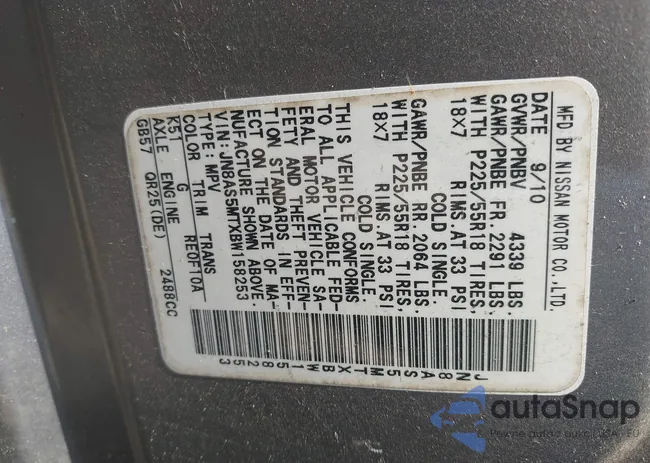 MFD BY NISSAN MOTOR CO.,LTD.
DATE 9/10
GVWR/PNBV 4339 LBS.
GAWR/PNBE FR. 2291 LBS.
WITH P225/55R18 TIRES,
18X7 RIMS AT 33 PSI
COLD SINGLE.
GAWR/PNBE RR. 2064 LBS.
WITH P225/55R18 TIRES,
18X7 RIMS AT 33 PSI
COLD SINGLE.
THIS VEHICLE CONFORMS
TO ALL APPLICABLE FED-
ERAL MOTOR VEHICLE SA-
FETY AND THEFT PREVEN-
TION STANDARDS IN EFF-
ECT ON THE DATE OF MA-
NUFACTURE SHOWN ABOVE.
VIN:JN8AS5MTXBW158253
TYPE:MPV
COLOR TRIM TRANS
K51 G RE0F10A
AXLE ENGINE
GB57 QR25(DE) 2488CC
JN8AS5MTXBW158253
autoSnap